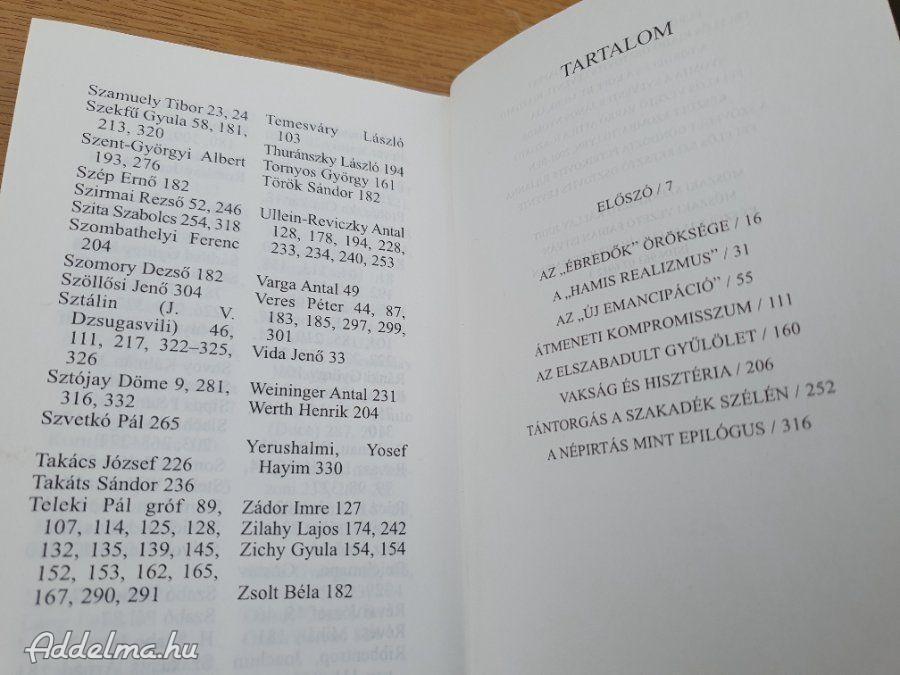 Szamuely Tibor 23, 24
Szekfű Gyula 58, 181,
213, 320
Szent-Györgyi Albert
193, 276
Szép Ernő 182
Szirmai Rezső 52, 246
Szita Szabolcs 254, 318
Szombathelyi Ferenc
204
Szomory Dezső 182
Szöllősi Jenő 304
Sztálin (J. V.
Dzsugasvili) 46,
111, 217, 322–325,
326
Sztójay Döme 9, 281,
316, 332
Szvetkó Pál 265
Takács József 226
Takáts Sándor 236
Teleki Pál gróf 89,
107, 114, 125, 128,
132, 135, 139, 145,
152, 153, 162, 165,
167, 290, 291
Temesváry László
103
Thuránszky László 194
Tornyos György 161
Török Sándor 182
Ullein-Reviczky Antal
128, 178, 194, 228,
233, 234, 240, 253
Varga Antal 49
Veres Péter 44, 87,
183, 185, 297, 299,
301
Vida Jenő 33
Weininger Antal 231
Werth Henrik 204
Yerushalmi, Yosef
Hayim 330
Zádor Imre 127
Zilahy Lajos 174, 242
Zichy Gyula 154, 154
Zsolt Béla 182
TARTALOM
ELŐSZÓ / 7
AZ „ÉBREDŐK” ÖRÖKSÉGE / 16
A „HAMIS REALIZMUS” / 31
AZ „ÚJ EMANCIPÁCIÓ” / 55
ÁTMENETI KOMPROMISSZUM / 111
AZ ELSZABADULT GYŰLÖLET / 160
VAKSÁG ÉS HISZTÉRIA / 206
TÁNTORGÁS A SZAKADÉK SZÉLÉN / 252
A NÉPIRTÁS MINT EPILÓGUS / 316
Addelma.hu